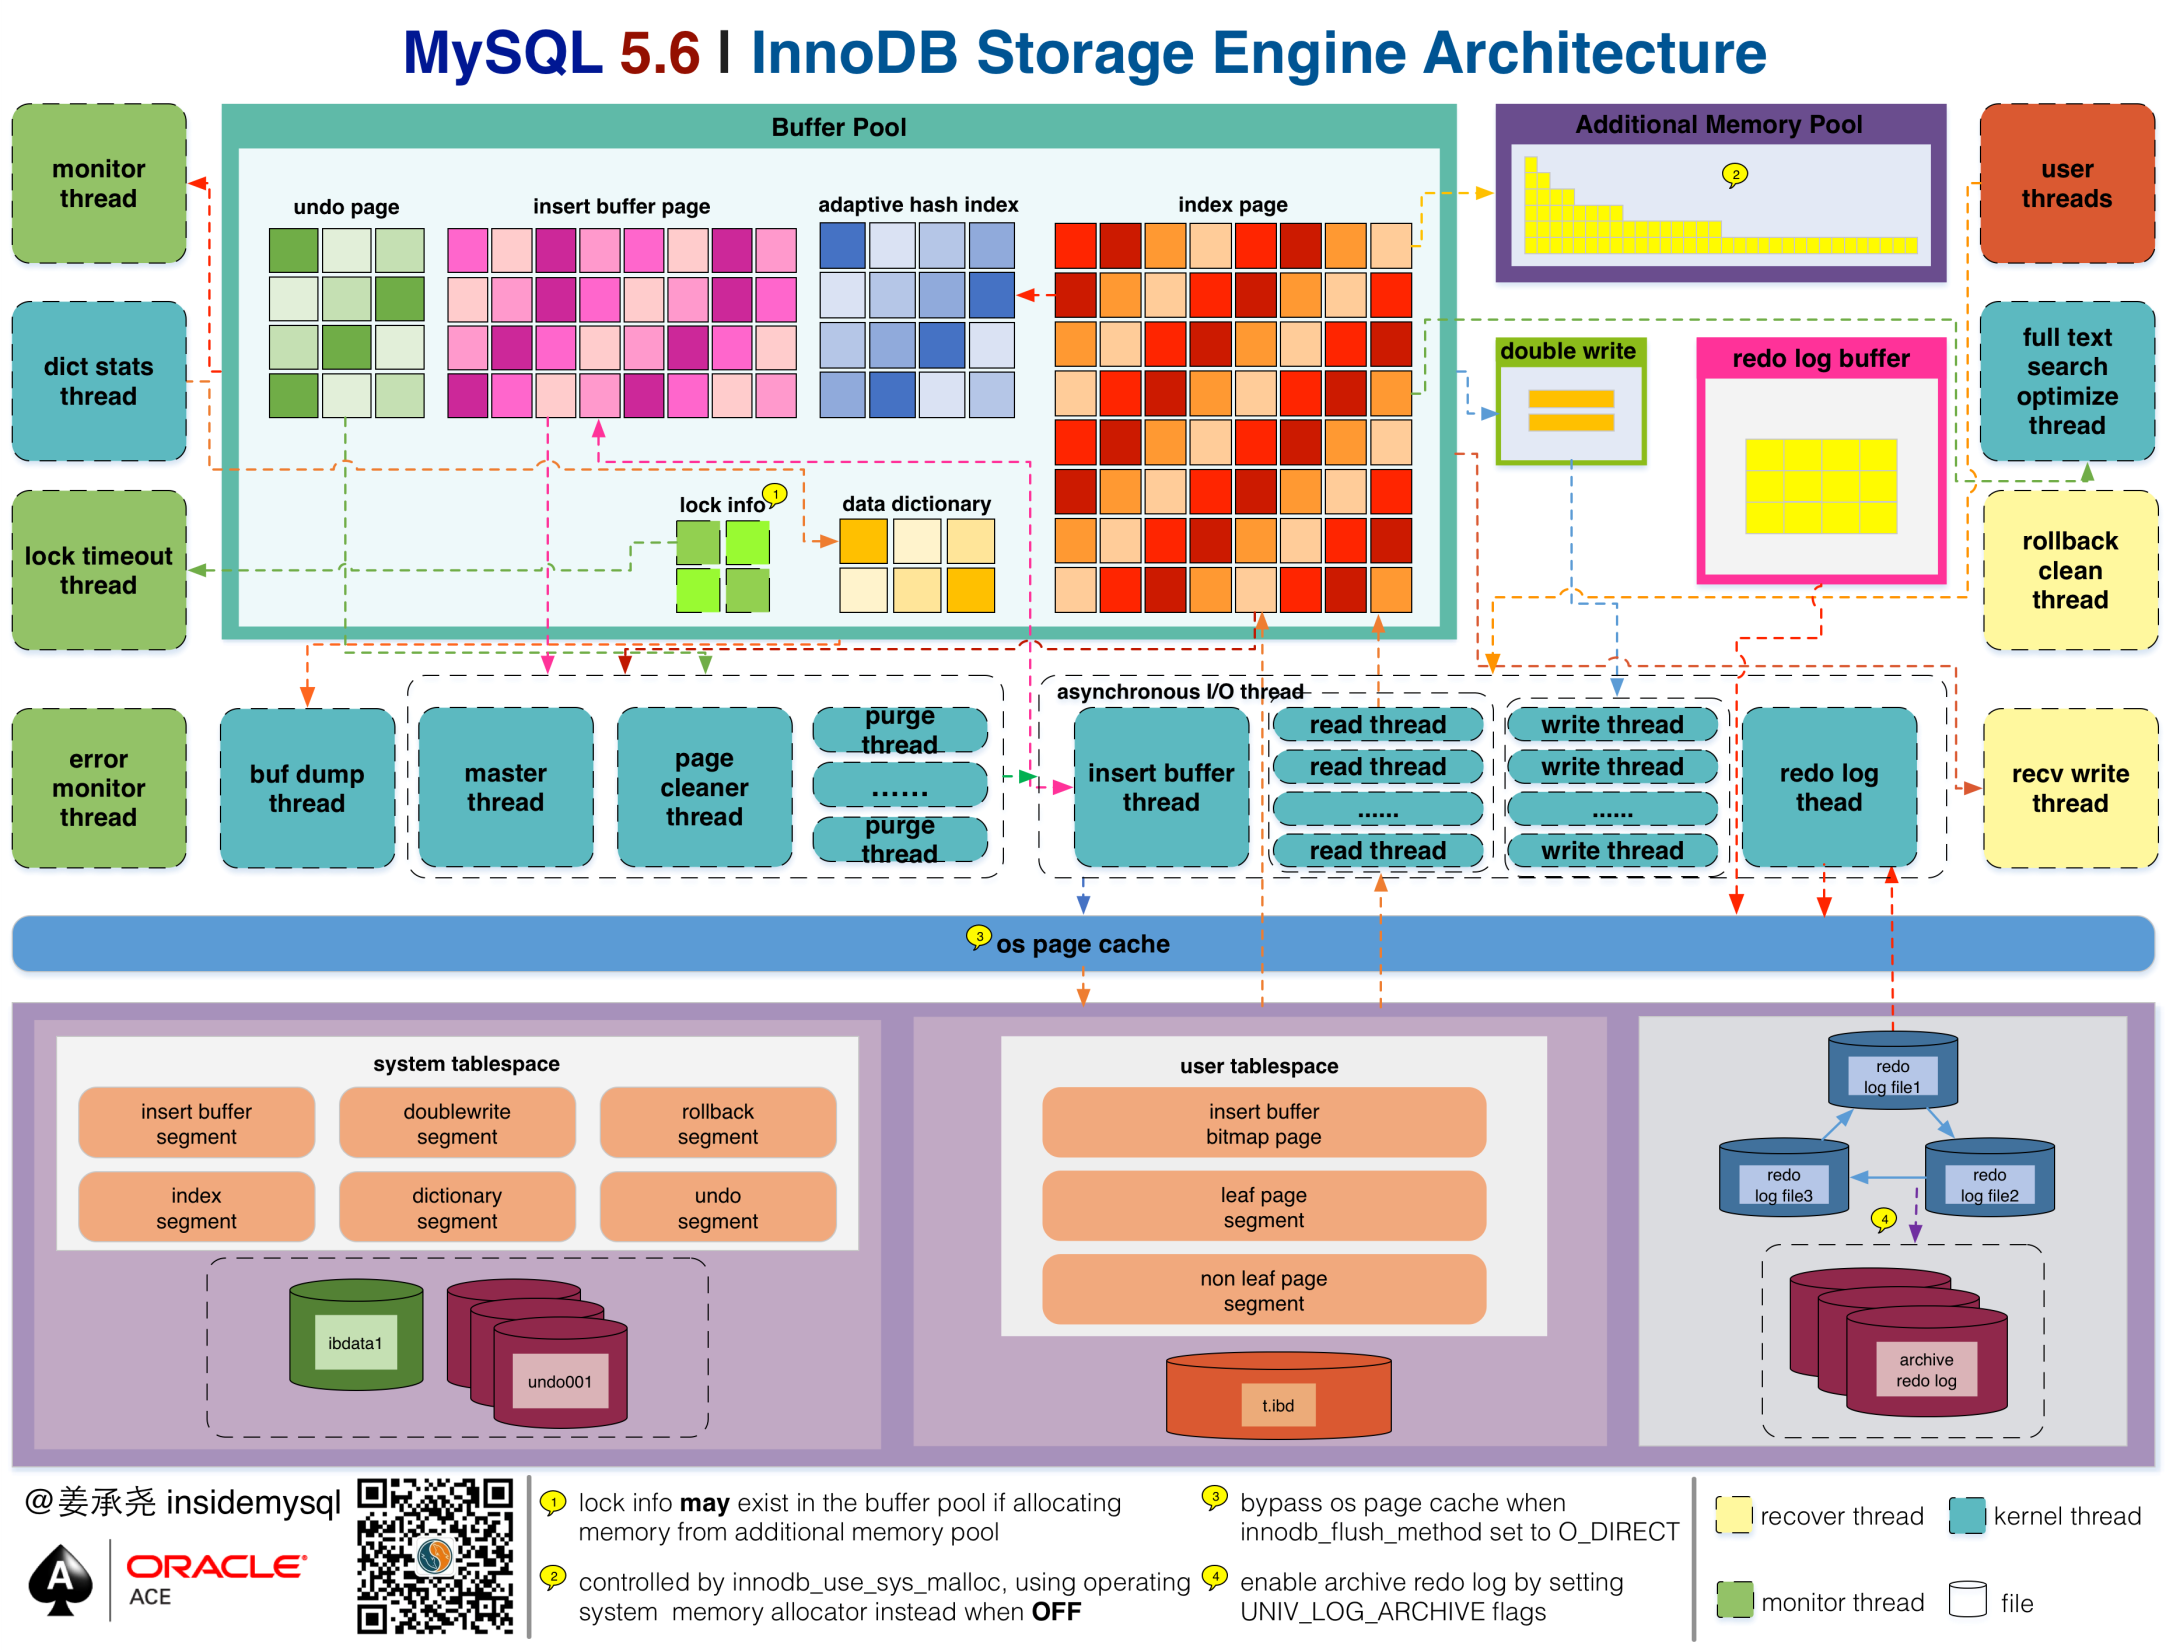 MySQL 5.6 | InnoDB Storage Engine Architecture
monitor
thread
dict stats
thread
lock timeout
thread
error
monitor
thread
Buffer Pool
undo page
insert buffer page
adaptive hash index
index page
lock info
1
data dictionary
Additional Memory Pool
2
double write
redo log buffer
user
threads
full text
search
optimize
thread
rollback
clean
thread
recv write
thread
buf dump
thread
master
thread
page
cleaner
thread
purge
thread
......
purge
thread
asynchronous I/O thread
insert buffer
thread
read thread
read thread
......
read thread
write thread
write thread
......
write thread
redo log
thead
3
os page cache
system tablespace
insert buffer
segment
doublewrite
segment
rollback
segment
index
segment
dictionary
segment
undo
segment
ibdata1
undo001
user tablespace
insert buffer
bitmap page
leaf page
segment
non leaf page
segment
t.ibd
redo
log file1
redo
log file3
redo
log file2
4
archive
redo log
@姜承尧 insidemysql
A
ORACLE®
ACE
1
lock info may exist in the buffer pool if allocating
memory from additional memory pool
2
controlled by innodb_use_sys_malloc, using operating
system memory allocator instead when OFF
3
bypass os page cache when
innodb_flush_method set to O_DIRECT
4
enable archive redo log by setting
UNIV_LOG_ARCHIVE flags
recover thread
kernel thread
monitor thread
file